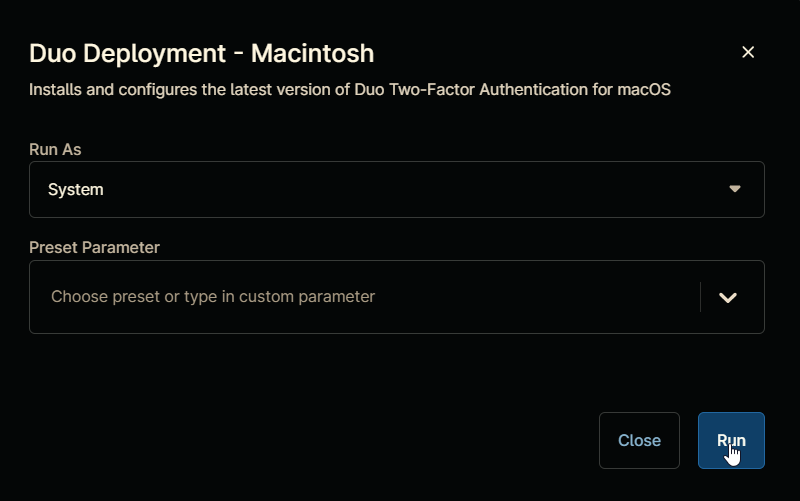 Duo Deployment - Macintosh
Installs and configures the latest version of Duo Two-Factor Authentication for macOS
Run As
System
Preset Parameter
Choose preset or type in custom parameter
Close
Run